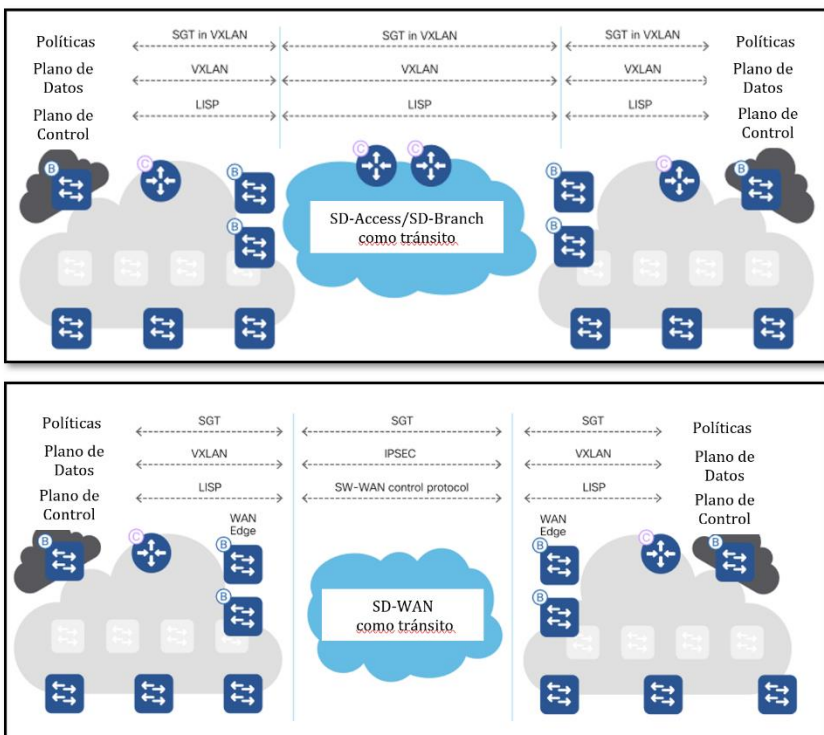 Políticas
SGT in VXLAN
SGT in VXLAN
SGT in VXLAN
Políticas
Plano de
Datos
VXLAN
VXLAN
VXLAN
Plano de
Datos
Plano de
Control
LISP
LISP
LISP
Plano de
Control
B
C
B
B
C
C
SD-Access/SD-Branch
como tránsito
B
B
C
B
Políticas
SGT
SGT
SGT
Políticas
Plano de
Datos
VXLAN
IPSEC
VXLAN
Plano de
Datos
Plano de
Control
LISP
SW-WAN control protocol
LISP
Plano de
Control
WAN
Edge
WAN
Edge
B
C
B
B
SD-WAN
como tránsito
B
B
C
B